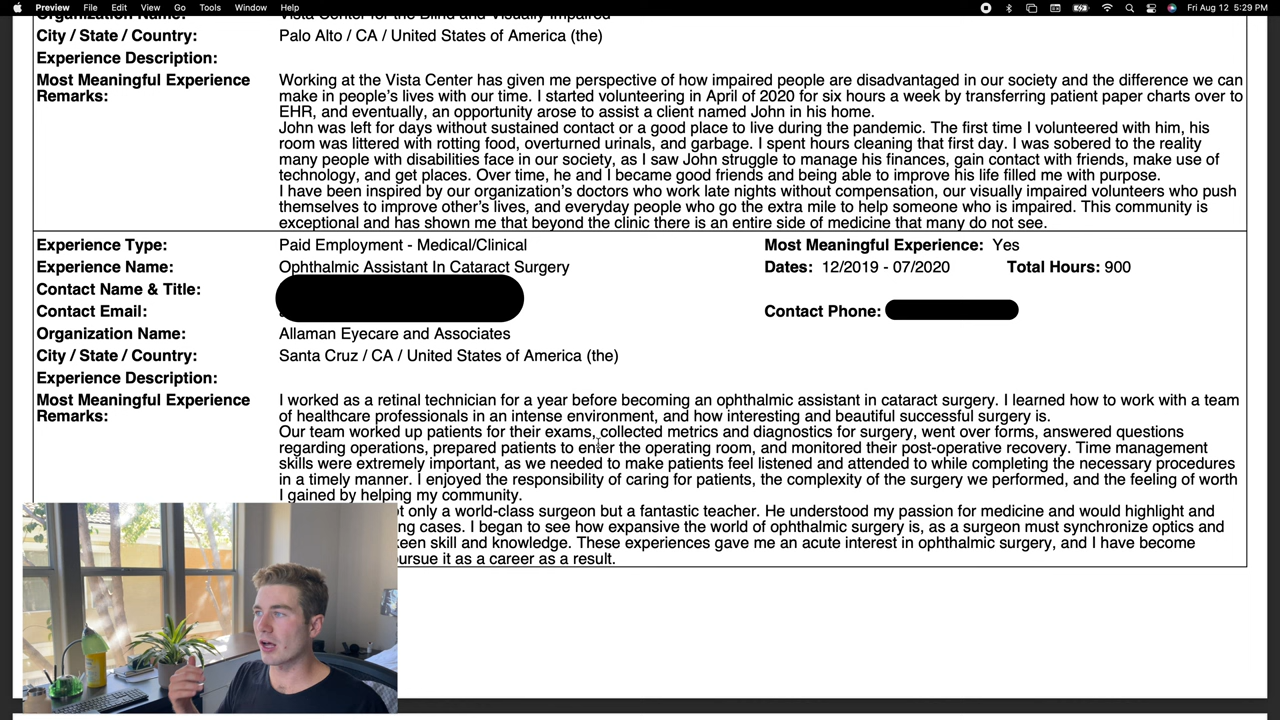 Preview File Edit View Go Tools Window Help Fri Aug 12 5:29 PM
Organization Name: Vista Center for the Blind and Visually Impaired
City / State / Country: Palo Alto / CA / United States of America (the)
Experience Description:
Most Meaningful Experience Remarks:
Working at the Vista Center has given me perspective of how impaired people are disadvantaged in our society and the difference we can
make in people's lives with our time. I started volunteering in April of 2020 for six hours a week by transferring patient paper charts over to
EHR, and eventually, an opportunity arose to assist a client named John in his home.
John was left for days without sustained contact or a good place to live during the pandemic. The first time I volunteered with him, his
room was littered with rotting food, overturned urinals, and garbage. I spent hours cleaning that first day. I was sobered to the reality
many people with disabilities face in our society, as I saw John struggle to manage his finances, gain contact with friends, make use of
technology, and get places. Over time, he and I became good friends and being able to improve his life filled me with purpose.
I have been inspired by our organization's doctors who work late nights without compensation, our visually impaired volunteers who push
themselves to improve other's lives, and everyday people who go the extra mile to help someone who is impaired. This community is
exceptional and has shown me that beyond the clinic there is an entire side of medicine that many do not see.
Experience Type: Paid Employment - Medical/Clinical Most Meaningful Experience: Yes
Experience Name: Ophthalmic Assistant In Cataract Surgery Dates: 12/2019 - 07/2020 Total Hours: 900
Contact Name & Title:
Contact Email: Contact Phone:
Organization Name: Allaman Eyecare and Associates
City / State / Country: Santa Cruz / CA / United States of America (the)
Experience Description:
Most Meaningful Experience Remarks:
I worked as a retinal technician for a year before becoming an ophthalmic assistant in cataract surgery. I learned how to work with a team
of healthcare professionals in an intense environment, and how interesting and beautiful successful surgery is.
Our team worked up patients for their exams, collected metrics and diagnostics for surgery, went over forms, answered questions
regarding operations, prepared patients to enter the operating room, and monitored their post-operative recovery. Time management
skills were extremely important, as we needed to make patients feel listened and attended to while completing the necessary procedures
in a timely manner. I enjoyed the responsibility of caring for patients, the complexity of the surgery we performed, and the feeling of worth
I gained by helping my community.
only a world-class surgeon but a fantastic teacher. He understood my passion for medicine and would highlight and
cases. I began to see how expansive the world of ophthalmic surgery is, as a surgeon must synchronize optics and
keen skill and knowledge. These experiences gave me an acute interest in ophthalmic surgery, and I have become
it as a career as a result.